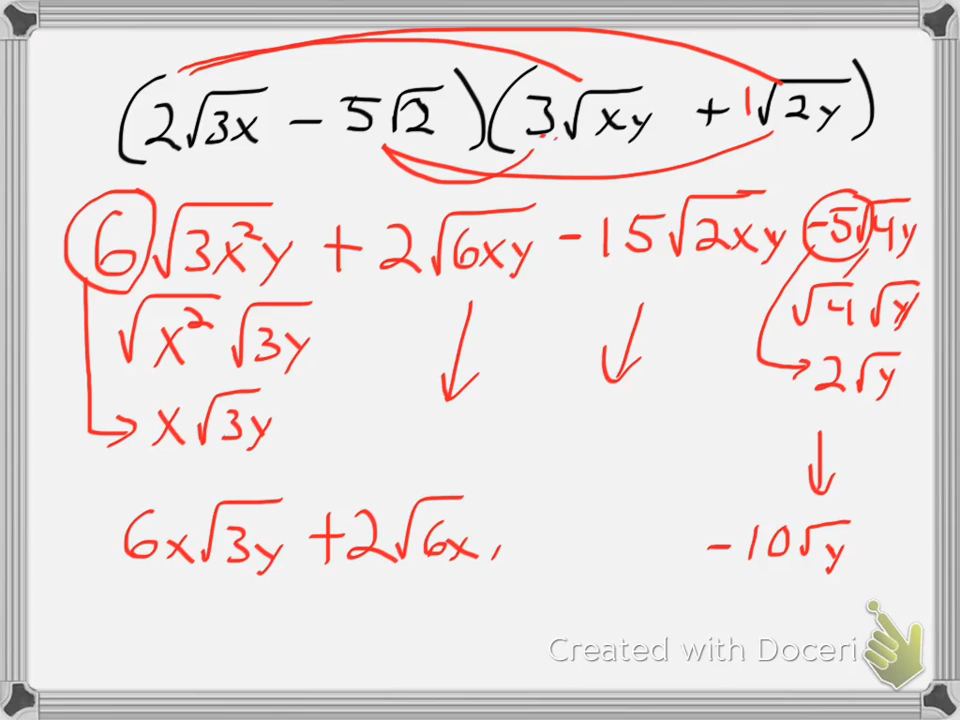 (2√3x - 5√2)(3√xy + 1√2y)
6√3x²y + 2√6xy - 15√2xy -5√4y
√x² √3y √4 √y
x√3y 2√y
6x√3y + 2√6x - 10√y
Created with Doceri